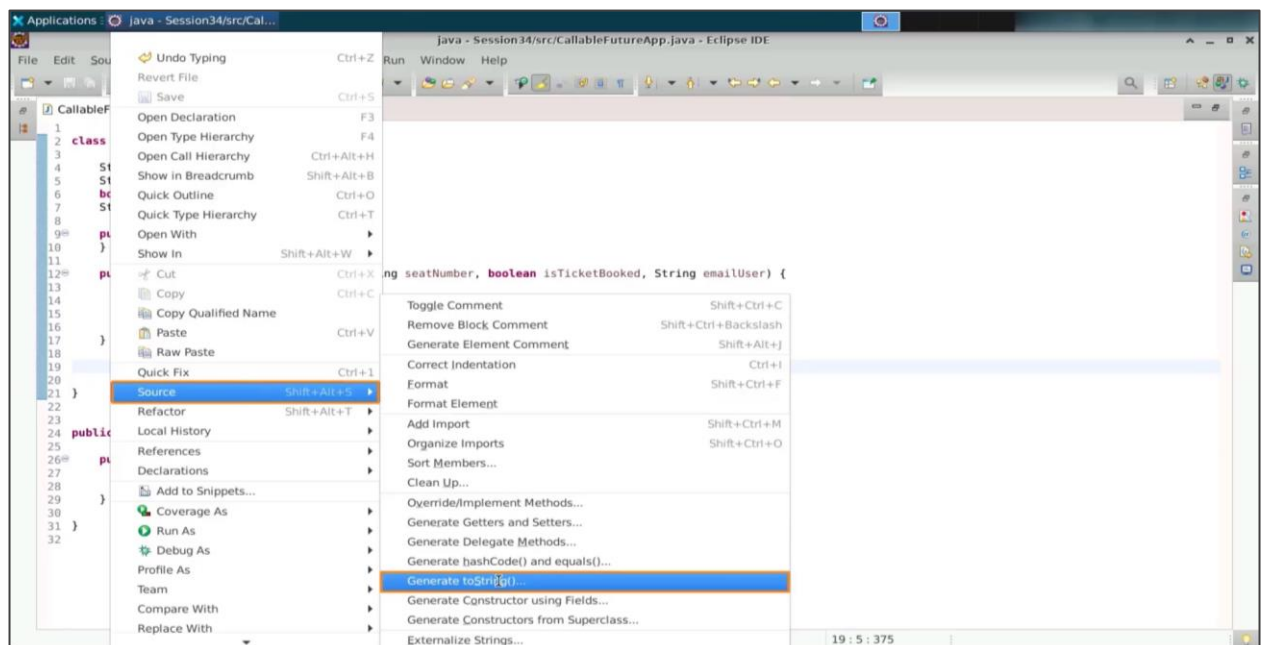 Applications : java - Session34/src/Cal...
java - Session34/src/CallableFutureApp.java - Eclipse IDE
File Edit Sou Run Window Help
CallableF
1
2 class
3
4 St
5 St
6 bo
7 St
8
9 pu
10 }
11
12 pu ng seatNumber, boolean isTicketBooked, String emailUser) {
13
14
15
16
17 }
18
19
20
21 }
22
23
24 public
25
26 pu
27
28
29 }
30
31 }
32
Undo Typing Ctrl+Z
Revert File
Save Ctrl+S
Open Declaration F3
Open Type Hierarchy F4
Open Call Hierarchy Ctrl+Alt+H
Show in Breadcrumb Shift+Alt+B
Quick Outline Ctrl+O
Quick Type Hierarchy Ctrl+T
Open With
Show In Shift+Alt+W
Cut Ctrl+X
Copy Ctrl+C
Copy Qualified Name
Paste Ctrl+V
Raw Paste
Quick Fix Ctrl+1
Source Shift+Alt+S
Refactor Shift+Alt+T
Local History
References
Declarations
Add to Snippets...
Coverage As
Run As
Debug As
Profile As
Team
Compare With
Replace With
Toggle Comment Shift+Ctrl+C
Remove Block Comment Shift+Ctrl+Backslash
Generate Element Comment Shift+Alt+J
Correct Indentation Ctrl+I
Format Shift+Ctrl+F
Format Element
Add Import Shift+Ctrl+M
Organize Imports Shift+Ctrl+O
Sort Members...
Clean Up...
Override/Implement Methods...
Generate Getters and Setters...
Generate Delegate Methods...
Generate hashCode() and equals()...
Generate toString()...
Generate Constructor using Fields...
Generate Constructors from Superclass...
Externalize Strings...
19 : 5 : 375